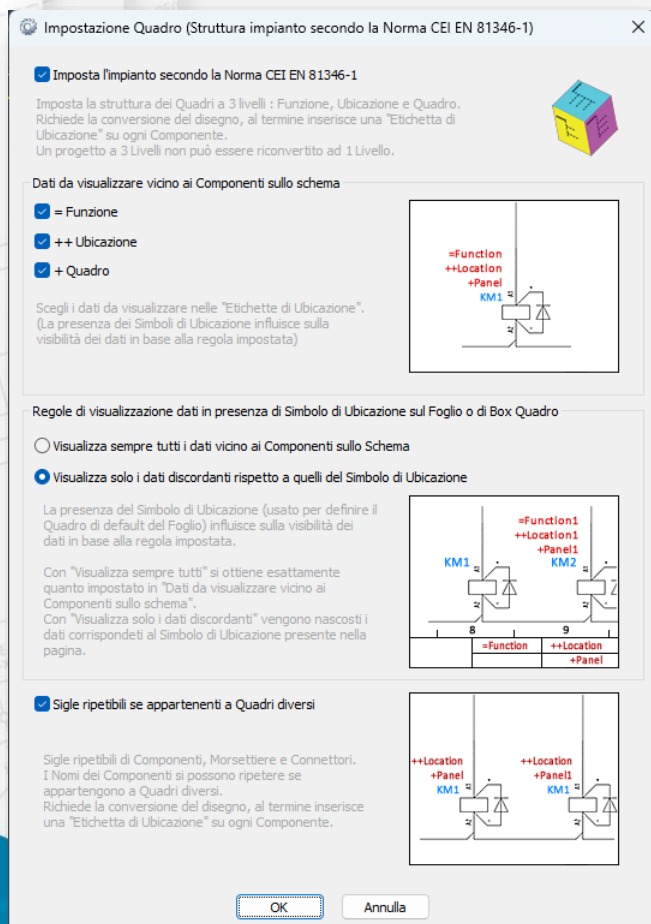 Impostazione Quadro (Struttura impianto secondo la Norma CEI EN 81346-1)
Imposta l'impianto secondo la Norma CEI EN 81346-1
Imposta la struttura dei Quadri a 3 livelli : Funzione, Ubicazione e Quadro.
Richiede la conversione del disegno, al termine inserisce una "Etichetta di
Ubicazione" su ogni Componente.
Un progetto a 3 Livelli non può essere riconvertito ad 1 Livello.
Dati da visualizzare vicino ai Componenti sullo schema
= Funzione
++ Ubicazione
+ Quadro
Scegli i dati da visualizzare nelle "Etichette di Ubicazione".
(La presenza dei Simboli di Ubicazione influisce sulla
visibilità dei dati in base alla regola impostata)
=Function
++Location
+Panel
KM1
A1
A2
Regole di visualizzazione dati in presenza di Simbolo di Ubicazione sul Foglio o di Box Quadro
Visualizza sempre tutti i dati vicino ai Componenti sullo Schema
Visualizza solo i dati discordanti rispetto a quelli del Simbolo di Ubicazione
La presenza del Simbolo di Ubicazione (usato per definire il
Quadro di default del Foglio) influisce sulla visibilità dei
dati in base alla regola impostata.
Con "Visualizza sempre tutti" si ottiene esattamente
quanto impostato in "Dati da visualizzare vicino ai
Componenti sullo schema".
Con "Visualizza solo i dati discordanti" vengono nascosti i
dati corrispondeti al Simbolo di Ubicazione presente nella
pagina.
=Function1
++Location1
+Panel1
KM1 KM2
A1 A1
A2 A2
8 9
=Function ++Location
+Panel
Sigle ripetibili se appartenenti a Quadri diversi
Sigle ripetibili di Componenti, Morsettiere e Connettori.
I Nomi dei Componenti si possono ripetere se
appartengono a Quadri diversi.
Richiede la conversione del disegno, al termine inserisce
una "Etichetta di Ubicazione" su ogni Componente.
++Location ++Location
+Panel +Panel1
KM1 KM1
A1 A1
A2 A2
OK Annulla